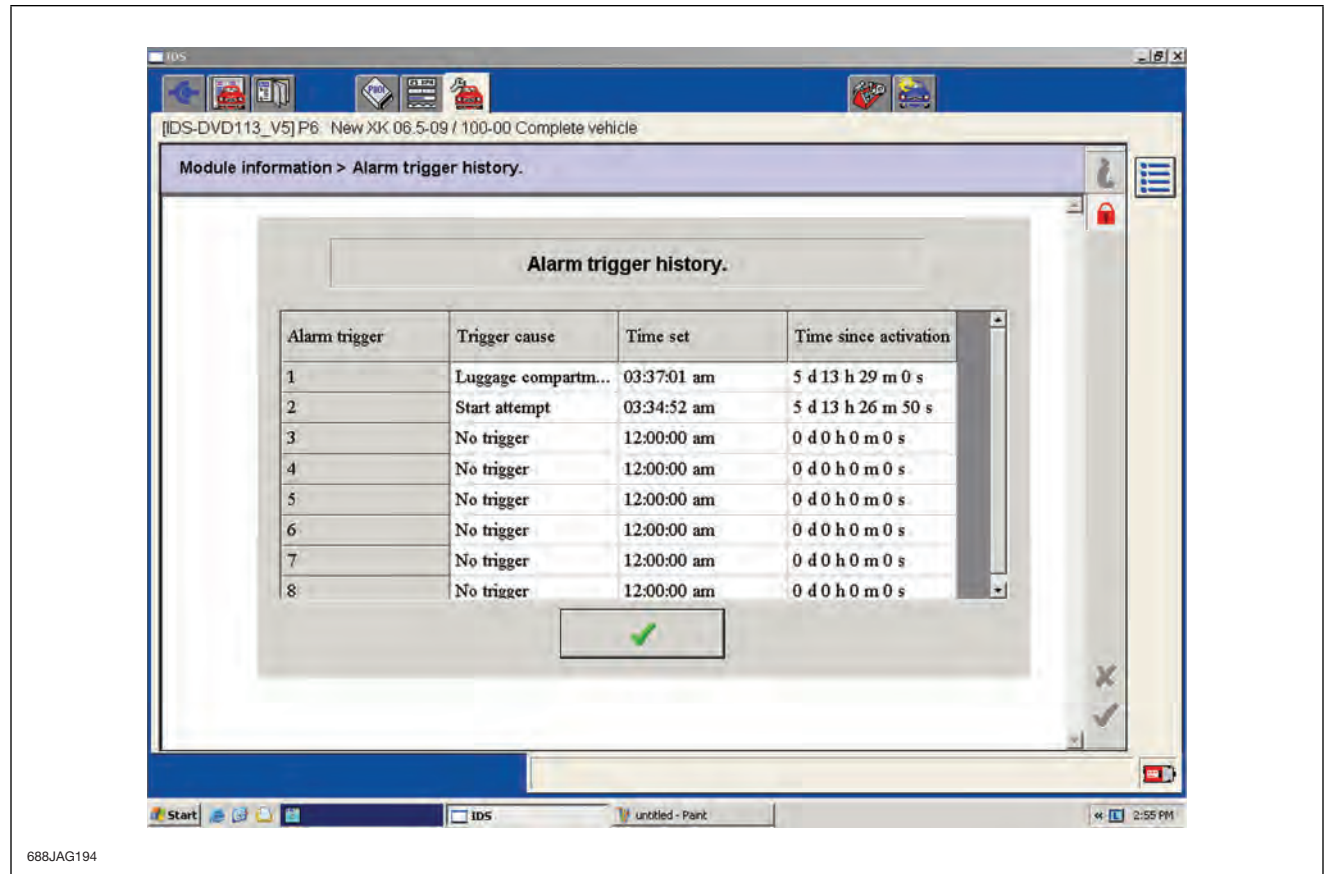 IDS
[IDS-DVD113_V5] P6 New XK 06.5-09 / 100-00 Complete vehicle
Module information > Alarm trigger history.
Alarm trigger history.
Alarm trigger Trigger cause Time set Time since activation
1 Luggage compartm... 03:37:01 am 5 d 13 h 29 m 0 s
2 Start attempt 03:34:52 am 5 d 13 h 26 m 50 s
3 No trigger 12:00:00 am 0 d 0 h 0 m 0 s
4 No trigger 12:00:00 am 0 d 0 h 0 m 0 s
5 No trigger 12:00:00 am 0 d 0 h 0 m 0 s
6 No trigger 12:00:00 am 0 d 0 h 0 m 0 s
7 No trigger 12:00:00 am 0 d 0 h 0 m 0 s
8 No trigger 12:00:00 am 0 d 0 h 0 m 0 s
Start IDS untitled - Paint « L 2:55 PM
688JAG194